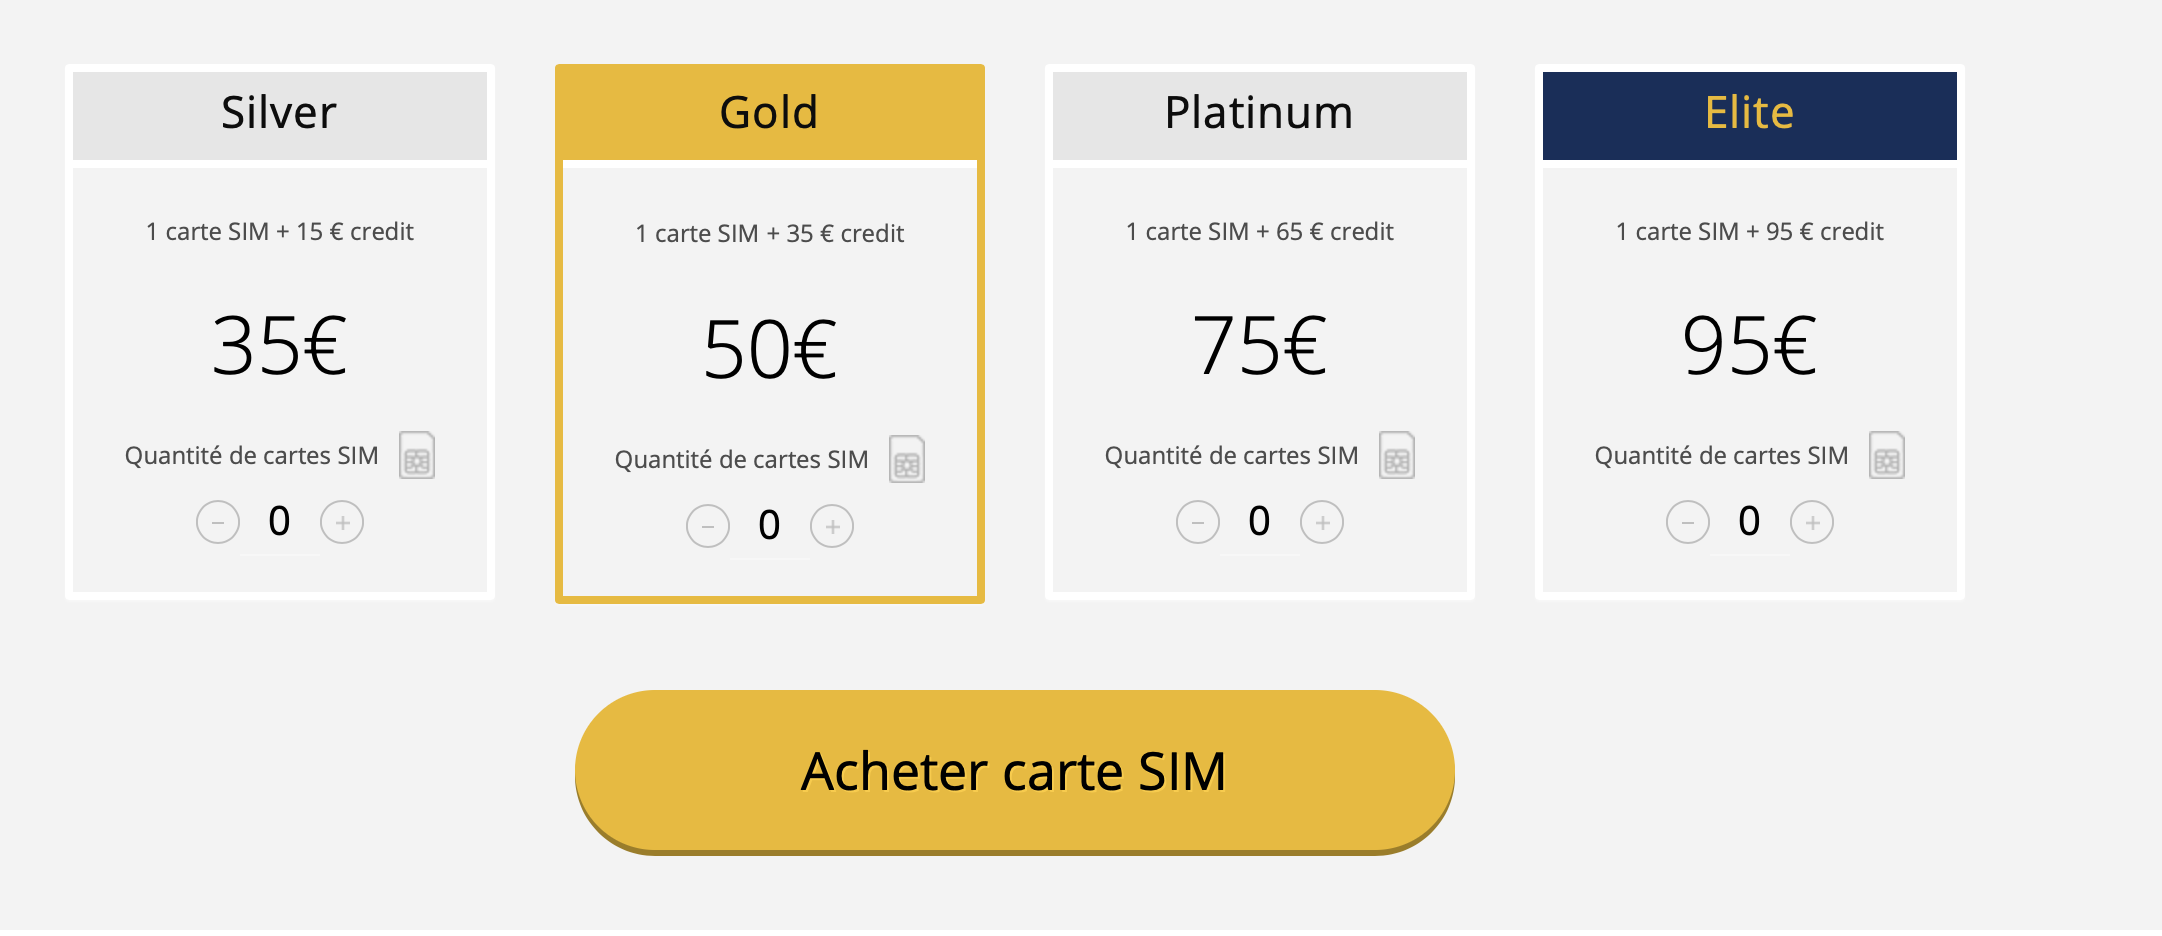 Silver
1 carte SIM + 15 € credit
35€
Quantité de cartes SIM
− 0 +
Gold
1 carte SIM + 35 € credit
50€
Quantité de cartes SIM
− 0 +
Platinum
1 carte SIM + 65 € credit
75€
Quantité de cartes SIM
− 0 +
Elite
1 carte SIM + 95 € credit
95€
Quantité de cartes SIM
− 0 +
Acheter carte SIM